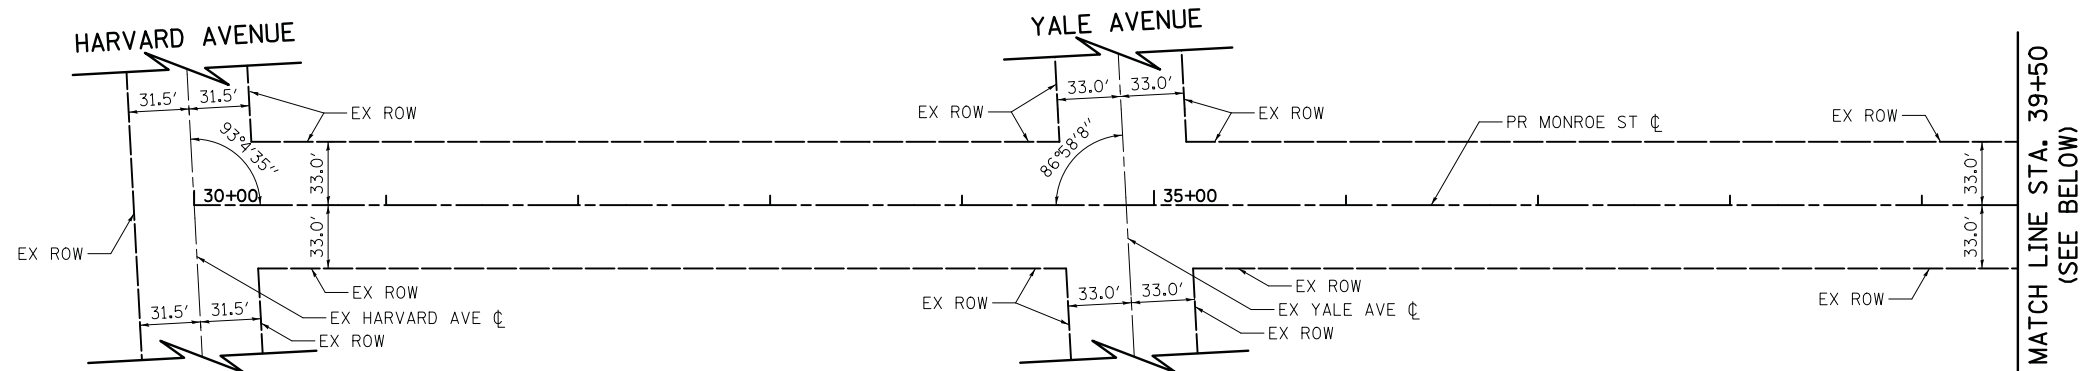 HARVARD AVENUE
YALE AVENUE
31.5' 31.5'
EX ROW
EX ROW
33.0' 33.0'
EX ROW
PR MONROE ST ℄
EX ROW
93°4'35"
33.0'
86°58'8"
33.0'
30+00
35+00
EX ROW
33.0'
33.0'
EX ROW
EX ROW
33.0' 33.0'
EX ROW
EX ROW
31.5' 31.5'
EX HARVARD AVE ℄
EX YALE AVE ℄
EX ROW
EX ROW
MATCH LINE STA. 39+50
(SEE BELOW)